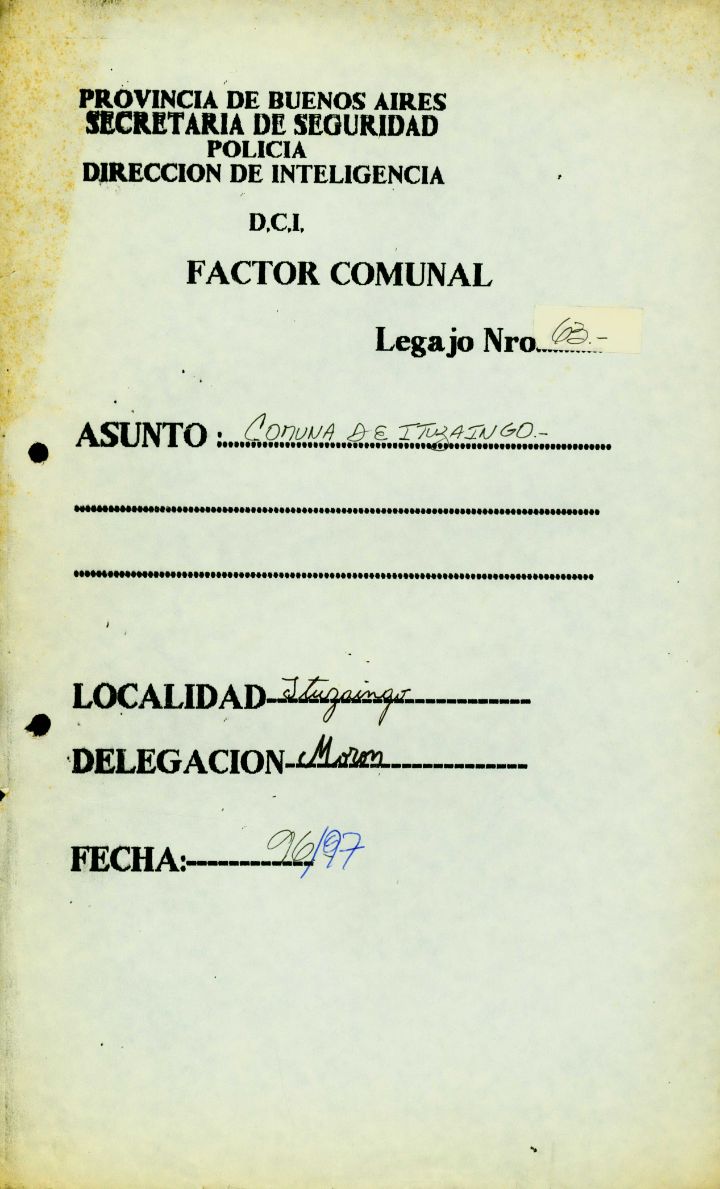 PROVINCIA DE BUENOS AIRES
SECRETARIA DE SEGURIDAD
POLICIA
DIRECCION DE INTELIGENCIA
D.C.I.
FACTOR COMUNAL
Legajo Nro. 63.-
ASUNTO : COMUNA DE ITUZAINGO.-
LOCALIDAD Ituzaingo
DELEGACION Moron
FECHA: 96/97